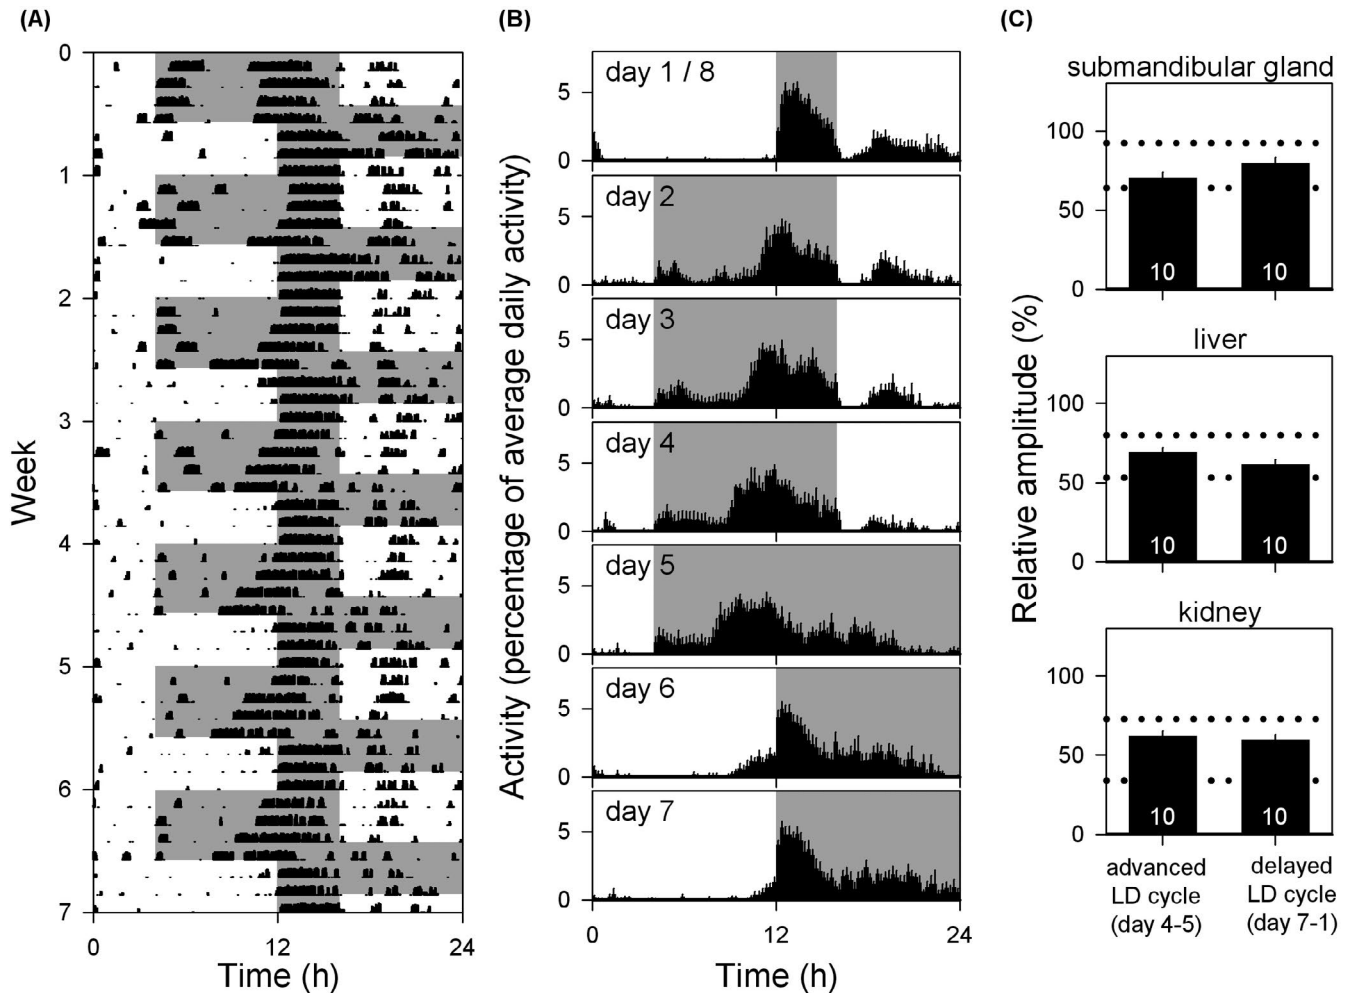 (A)
Week
0
1
2
3
4
5
6
7
0
12
24
Time (h)
(B)
Activity (percentage of average daily activity)
day 1 / 8
5
0
day 2
5
0
day 3
5
0
day 4
5
0
day 5
5
0
day 6
5
0
day 7
5
0
0
12
24
Time (h)
(C)
Relative amplitude (%)
submandibular gland
100
50
0
10
10
liver
100
50
0
10
10
kidney
100
50
0
10
10
advanced
LD cycle
(day 4-5)
delayed
LD cycle
(day 7-1)